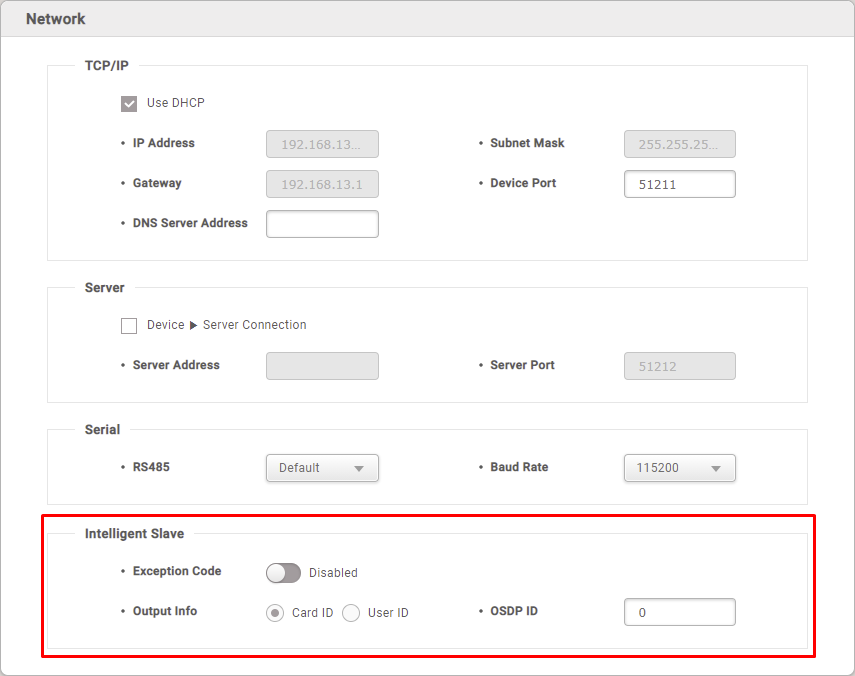 Network
TCP/IP
Use DHCP
IP Address 192.168.13... Subnet Mask 255.255.25...
Gateway 192.168.13.1 Device Port 51211
DNS Server Address
Server
Device ▶ Server Connection
Server Address Server Port 51212
Serial
RS485 Default Baud Rate 115200
Intelligent Slave
Exception Code Disabled
Output Info Card ID User ID OSDP ID 0